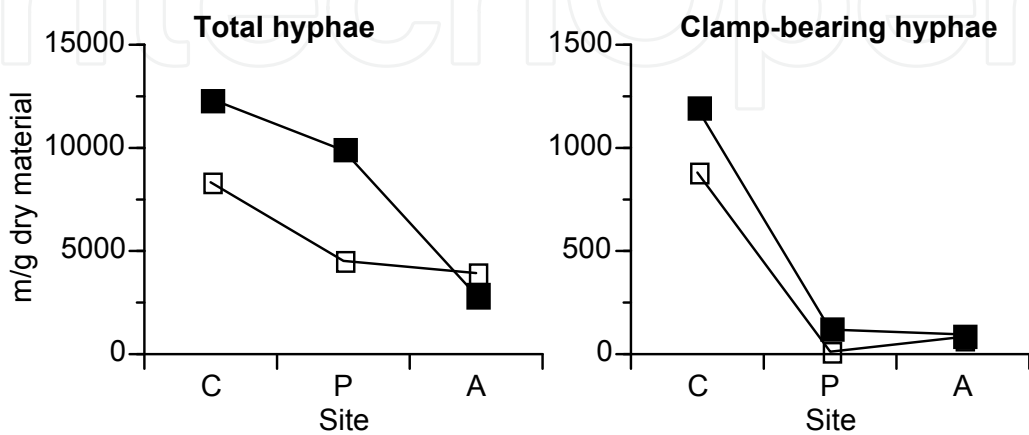 Total hyphae
15000
10000
5000
0
m/g dry material
C P A
Site
Clamp-bearing hyphae
1500
1000
500
0
C P A
Site